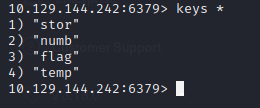 10.129.144.242:6379> keys *
1) "stor"
2) "numb"
3) "flag"
4) "temp"
10.129.144.242:6379>